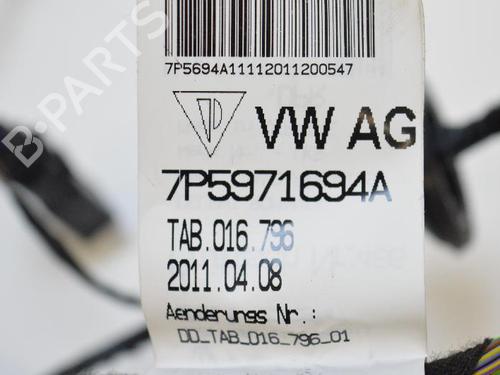 7P5694A11112011200547
VW AG
7P5971694A
TAB.016.796
2011.04.08
Aenderungs Nr.:
DD_TAB_016_796_01
B-PARTS